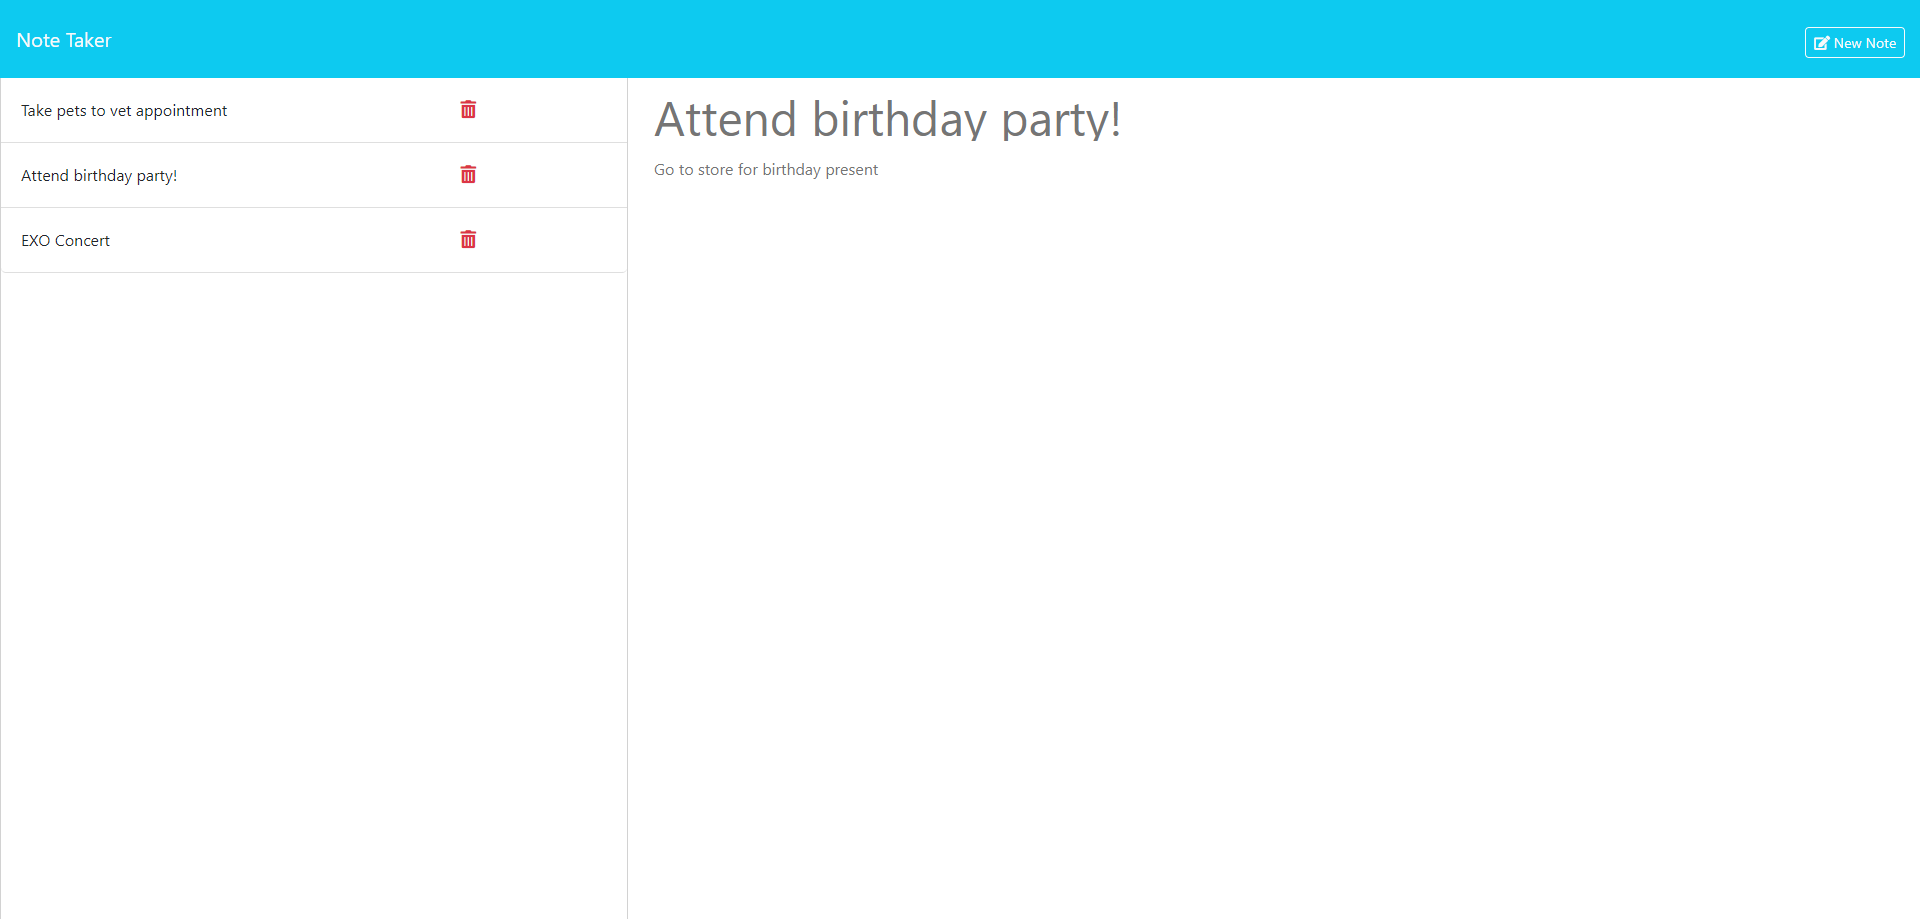 Note Taker
New Note
Take pets to vet appointment
Attend birthday party!
EXO Concert
Attend birthday party!
Go to store for birthday present